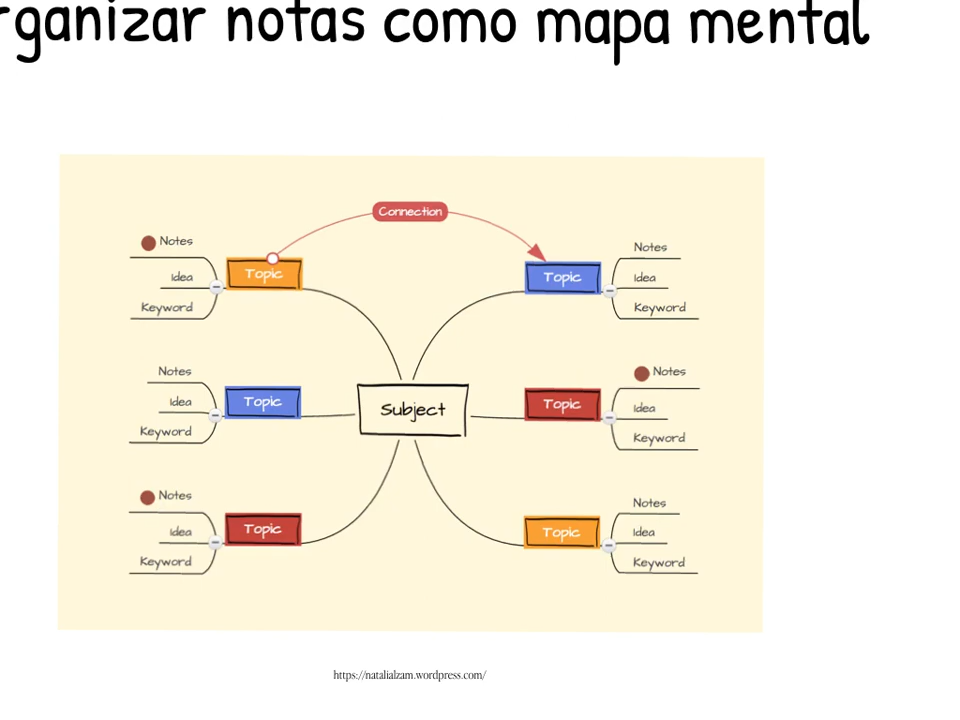 rganizar notas como mapa mental
Connection
Notes
Idea
Keyword
Topic
Topic
Notes
Idea
Keyword
Notes
Idea
Keyword
Topic
Subject
Topic
Notes
Idea
Keyword
Notes
Idea
Keyword
Topic
Topic
Notes
Idea
Keyword
https://natalialzam.wordpress.com/